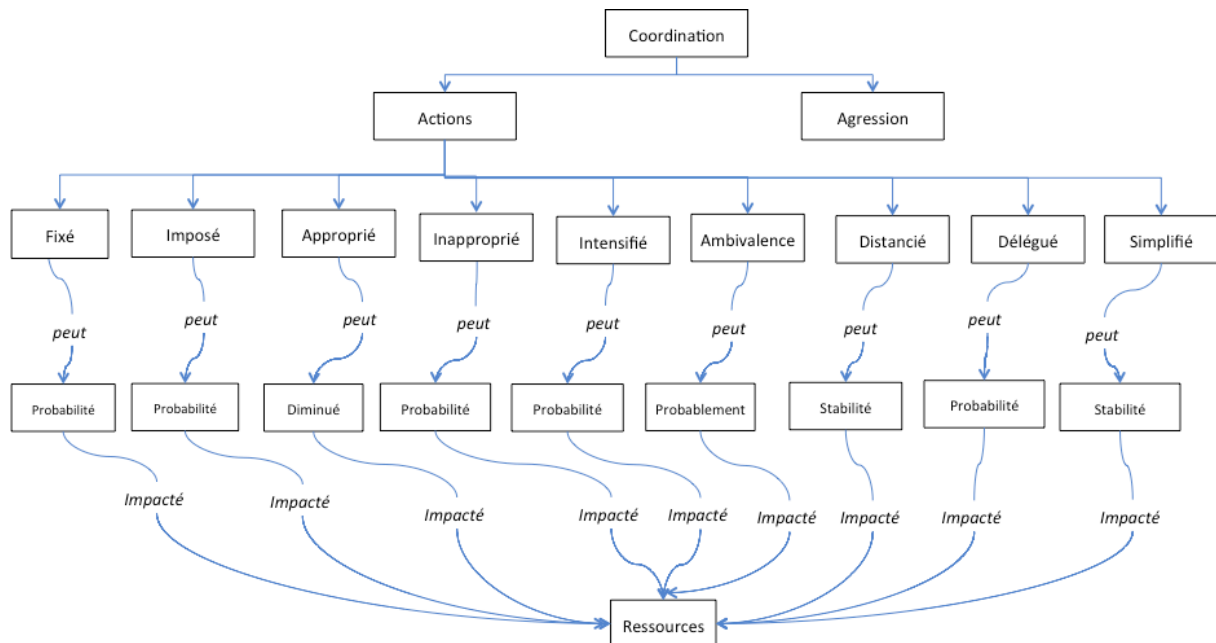 Coordination
Actions
Agression
Fixé
Imposé
Approprié
Inapproprié
Intensifié
Ambivalence
Distancié
Délégué
Simplifié
peut
peut
peut
peut
peut
peut
peut
peut
peut
Probabilité
Probabilité
Diminué
Probabilité
Probabilité
Probablement
Stabilité
Probabilité
Stabilité
Impacté
Impacté
Impacté
Impacté
Impacté
Impacté
Impacté
Impacté
Impacté
Ressources